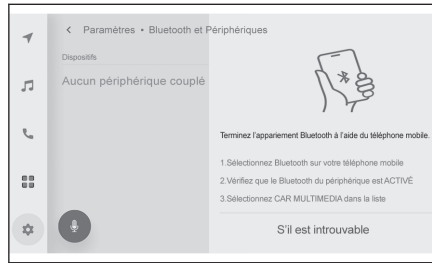 Paramètres • Bluetooth et Périphériques
Dispositifs
Aucun périphérique couplé
Terminez l'appariement Bluetooth à l'aide du téléphone mobile.
1.Sélectionnez Bluetooth sur votre téléphone mobile
2.Vérifiez que le Bluetooth du périphérique est ACTIVÉ
3.Sélectionnez CAR MULTIMEDIA dans la liste
S'il est introuvable